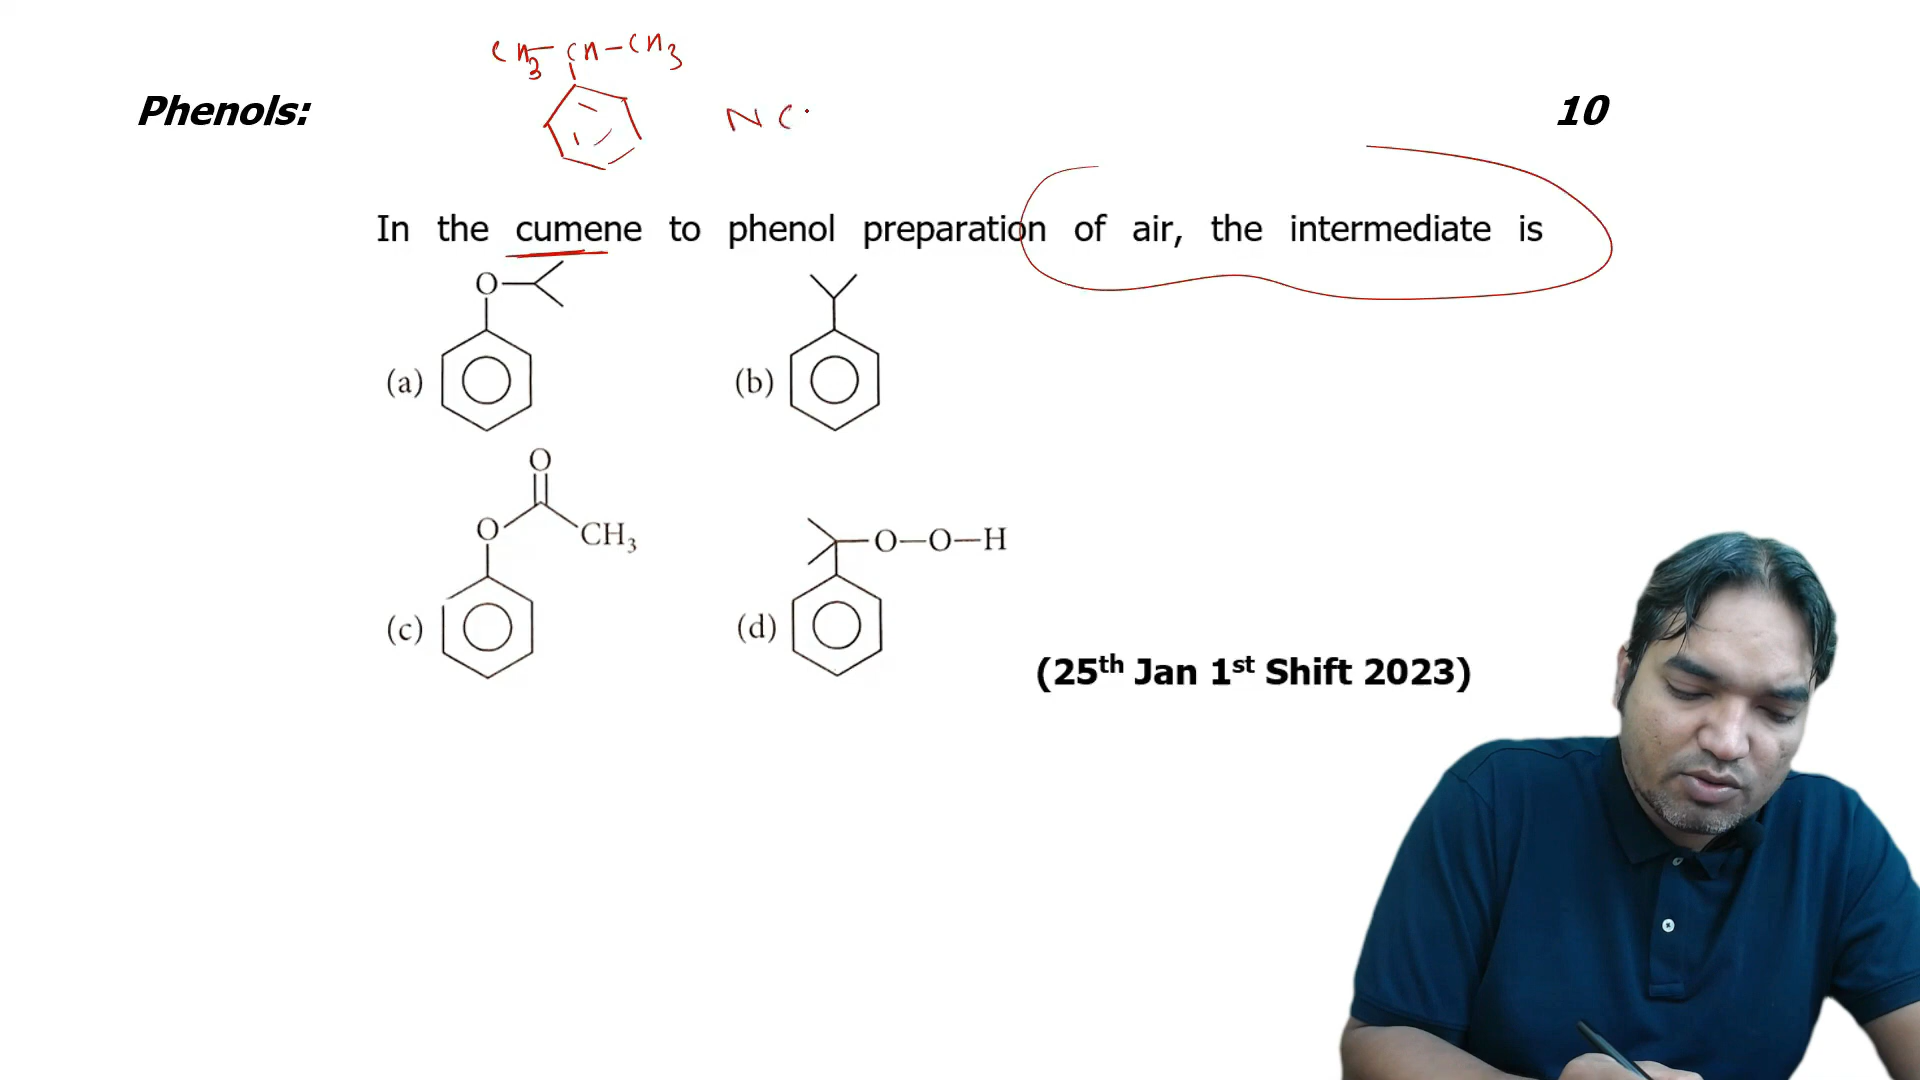 CH3-CH-CH3
Phenols:
NC
10
In the cumene to phenol preparation of air, the intermediate is
O
(a)
(b)
O
O
CH3
O-O-H
(c)
(d)
(25th Jan 1st Shift 2023)